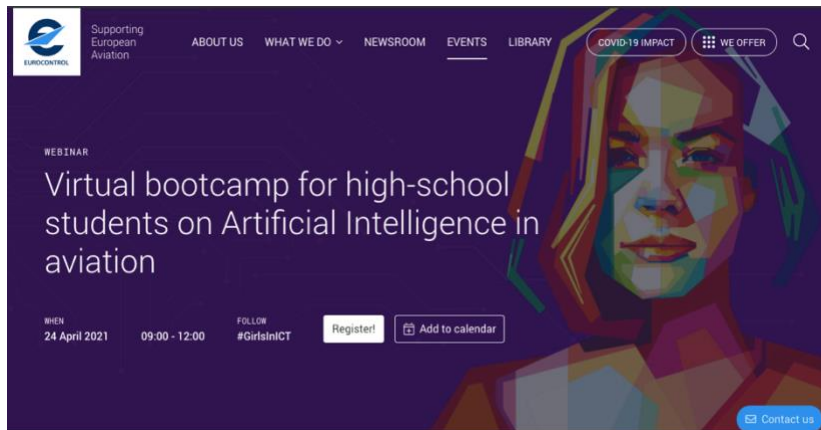 EUROCONTROL
Supporting
European
Aviation
ABOUT US
WHAT WE DO
NEWSROOM
EVENTS
LIBRARY
COVID-19 IMPACT
WE OFFER
WEBINAR
Virtual bootcamp for high-school
students on Artificial Intelligence in
aviation
WHEN
24 April 2021
09:00 - 12:00
FOLLOW
#GirlsInICT
Register!
Add to calendar
Contact us